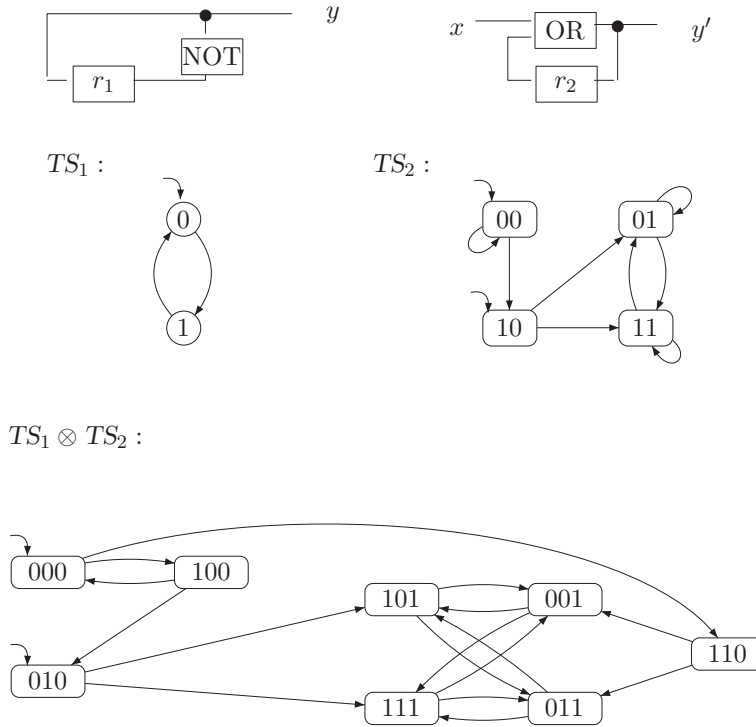 y
NOT
r₁
x
OR
y′
r₂
TS₁ :
0
1
TS₂ :
00
01
10
11
TS₁ ⊗ TS₂ :
000
100
101
001
110
010
111
011